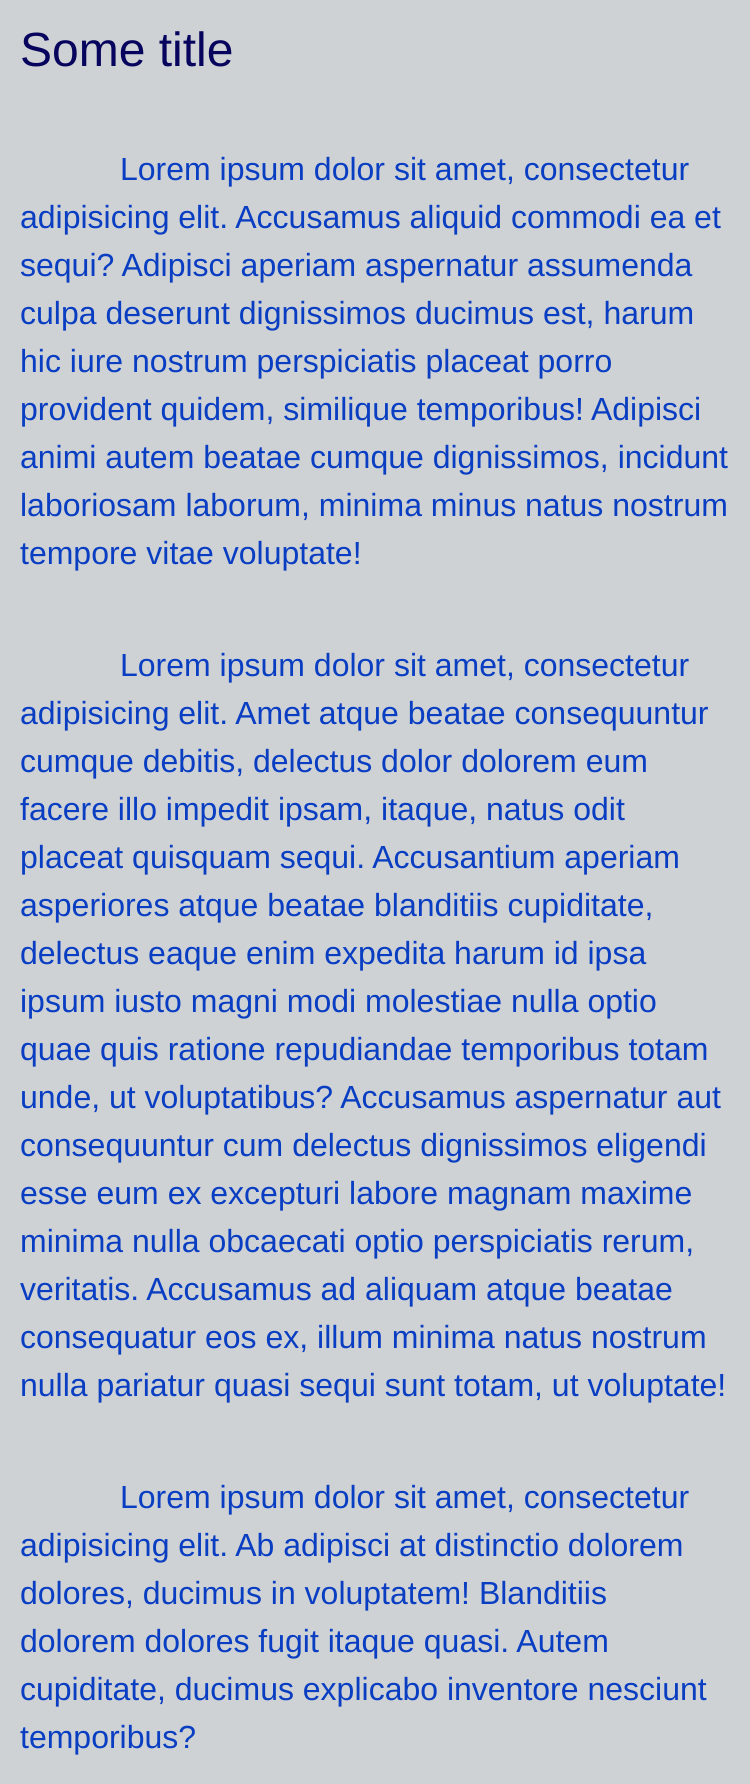 Some title
Lorem ipsum dolor sit amet, consectetur
adipisicing elit. Accusamus aliquid commodi ea et
sequi? Adipisci aperiam aspernatur assumenda
culpa deserunt dignissimos ducimus est, harum
hic iure nostrum perspiciatis placeat porro
provident quidem, similique temporibus! Adipisci
animi autem beatae cumque dignissimos, incidunt
laboriosam laborum, minima minus natus nostrum
tempore vitae voluptate!
Lorem ipsum dolor sit amet, consectetur
adipisicing elit. Amet atque beatae consequuntur
cumque debitis, delectus dolor dolorem eum
facere illo impedit ipsam, itaque, natus odit
placeat quisquam sequi. Accusantium aperiam
asperiores atque beatae blanditiis cupiditate,
delectus eaque enim expedita harum id ipsa
ipsum iusto magni modi molestiae nulla optio
quae quis ratione repudiandae temporibus totam
unde, ut voluptatibus? Accusamus aspernatur aut
consequuntur cum delectus dignissimos eligendi
esse eum ex excepturi labore magnam maxime
minima nulla obcaecati optio perspiciatis rerum,
veritatis. Accusamus ad aliquam atque beatae
consequatur eos ex, illum minima natus nostrum
nulla pariatur quasi sequi sunt totam, ut voluptate!
Lorem ipsum dolor sit amet, consectetur
adipisicing elit. Ab adipisci at distinctio dolorem
dolores, ducimus in voluptatem! Blanditiis
dolorem dolores fugit itaque quasi. Autem
cupiditate, ducimus explicabo inventore nesciunt
temporibus?